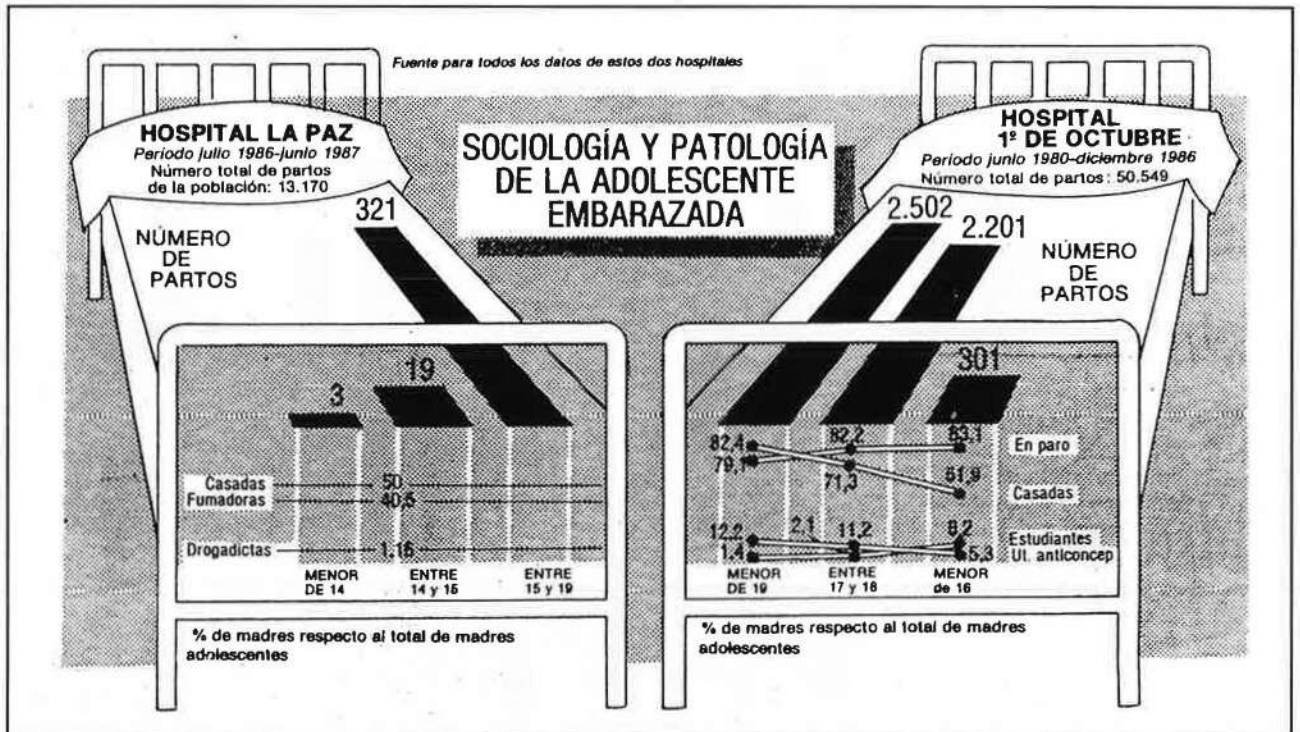 Fuente para todos los datos de estos dos hospitales
SOCIOLOGÍA Y PATOLOGÍA
DE LA ADOLESCENTE
EMBARAZADA
HOSPITAL LA PAZ
Periodo julio 1986-junio 1987
Número total de partos
de la población: 13.170
NÚMERO
DE
PARTOS
321
19
3
Casadas 50
Fumadoras 40,5
Drogadictas 1,15
MENOR
DE 14
ENTRE
14 y 15
ENTRE
15 y 19
% de madres respecto al total de madres
adolescentes
HOSPITAL
1º DE OCTUBRE
Periodo junio 1980-diciembre 1986
Número total de partos: 50.549
2.502
2.201
NÚMERO
DE
PARTOS
301
82,4 82,2 83,1 En paro
79,1 71,3 51,9 Casadas
12,2 2,1 11,2 8,2 Estudiantes
1,4 5,3 Ut. anticoncep
MENOR
DE 19
ENTRE
17 y 18
MENOR
de 16
% de madres respecto al total de madres
adolescentes